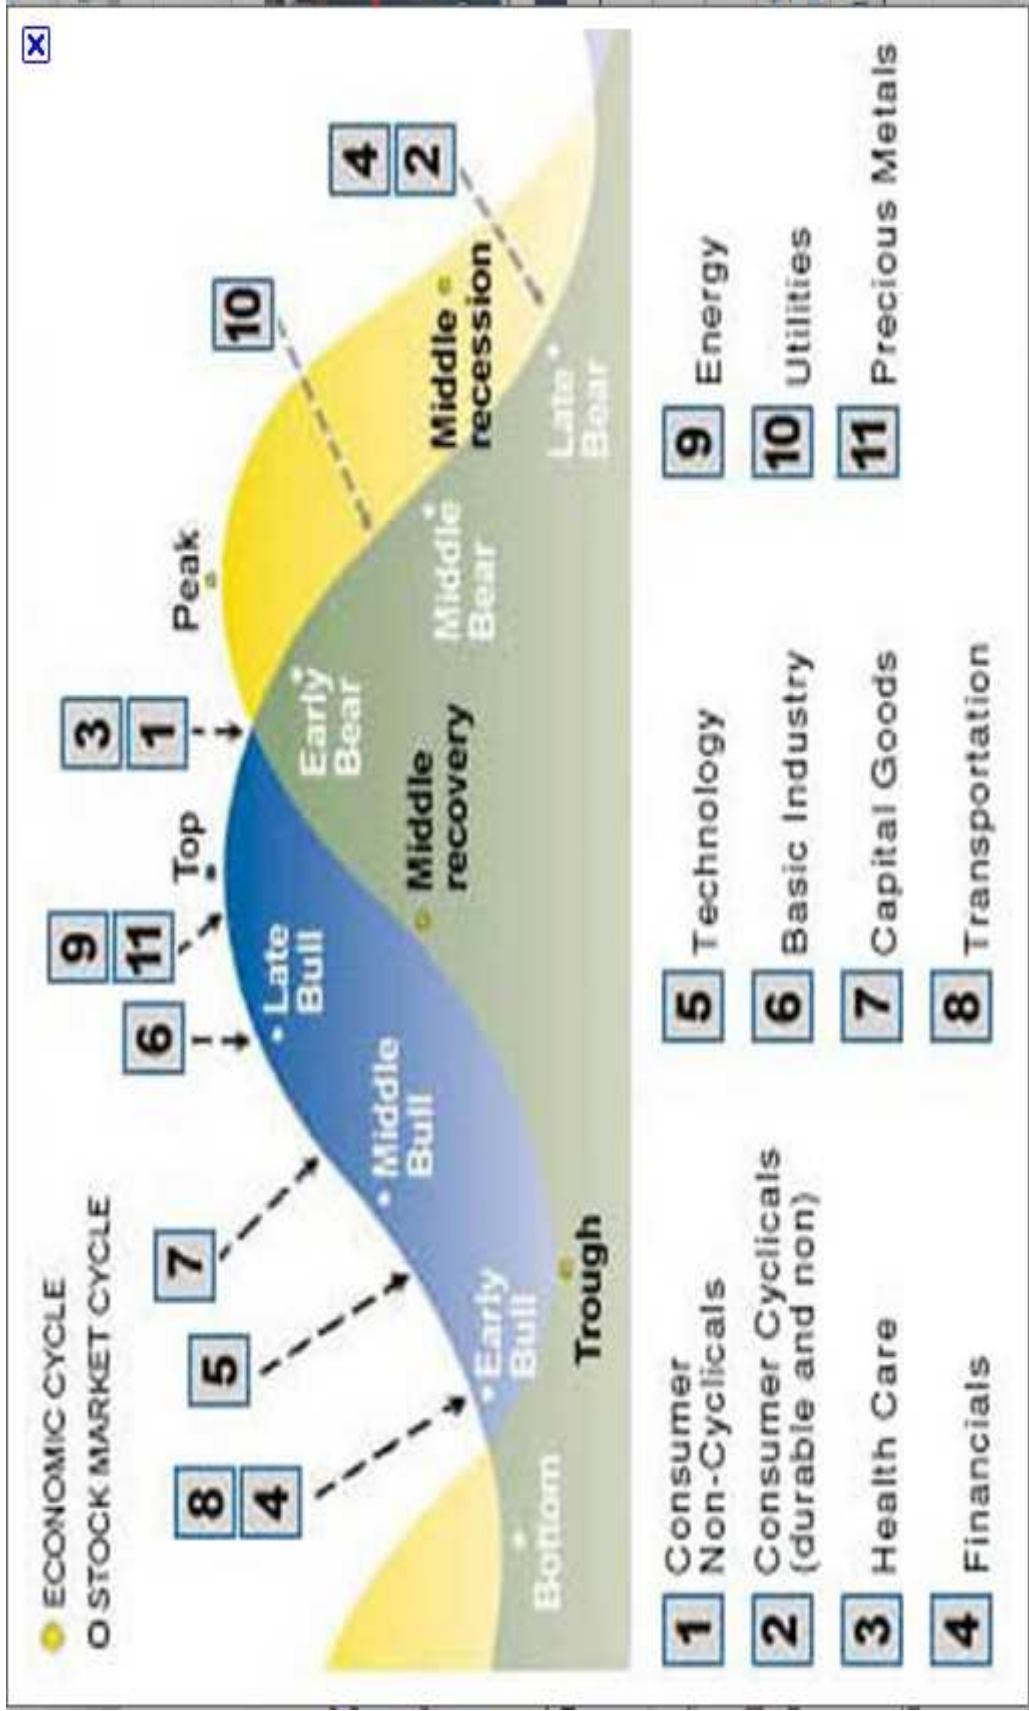 ECONOMIC CYCLE
STOCK MARKET CYCLE
8
4
5
7
6
9
11
Top
3
1
Peak
10
4
2
Bottom
Early
Bull
Middle
Bull
Late
Bull
Early
Bear
Middle
Bear
Late
Bear
Trough
Middle
recovery
Middle
recession
1 Consumer
Non-Cyclicals
2 Consumer Cyclicals
(durable and non)
3 Health Care
4 Financials
5 Technology
6 Basic Industry
7 Capital Goods
8 Transportation
9 Energy
10 Utilities
11 Precious Metals
X